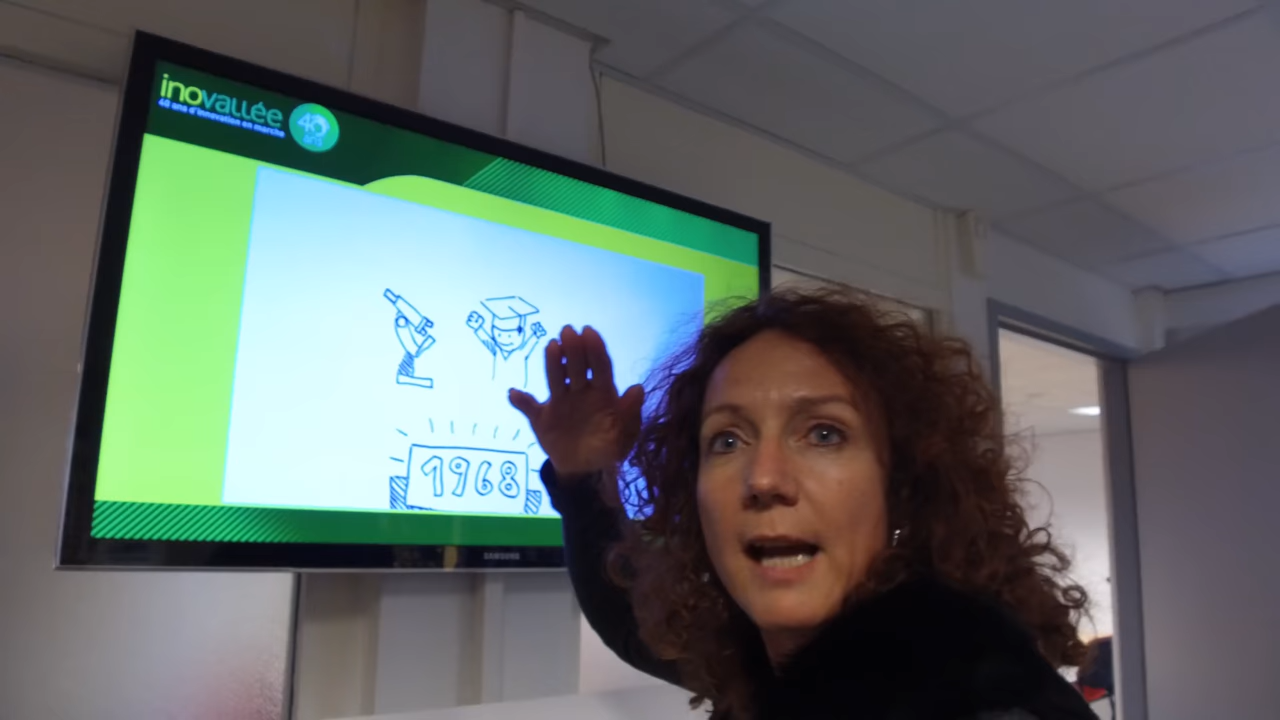 inovallée
40 ans d'innovation en marche
40
ans
1968
SAMSUNG